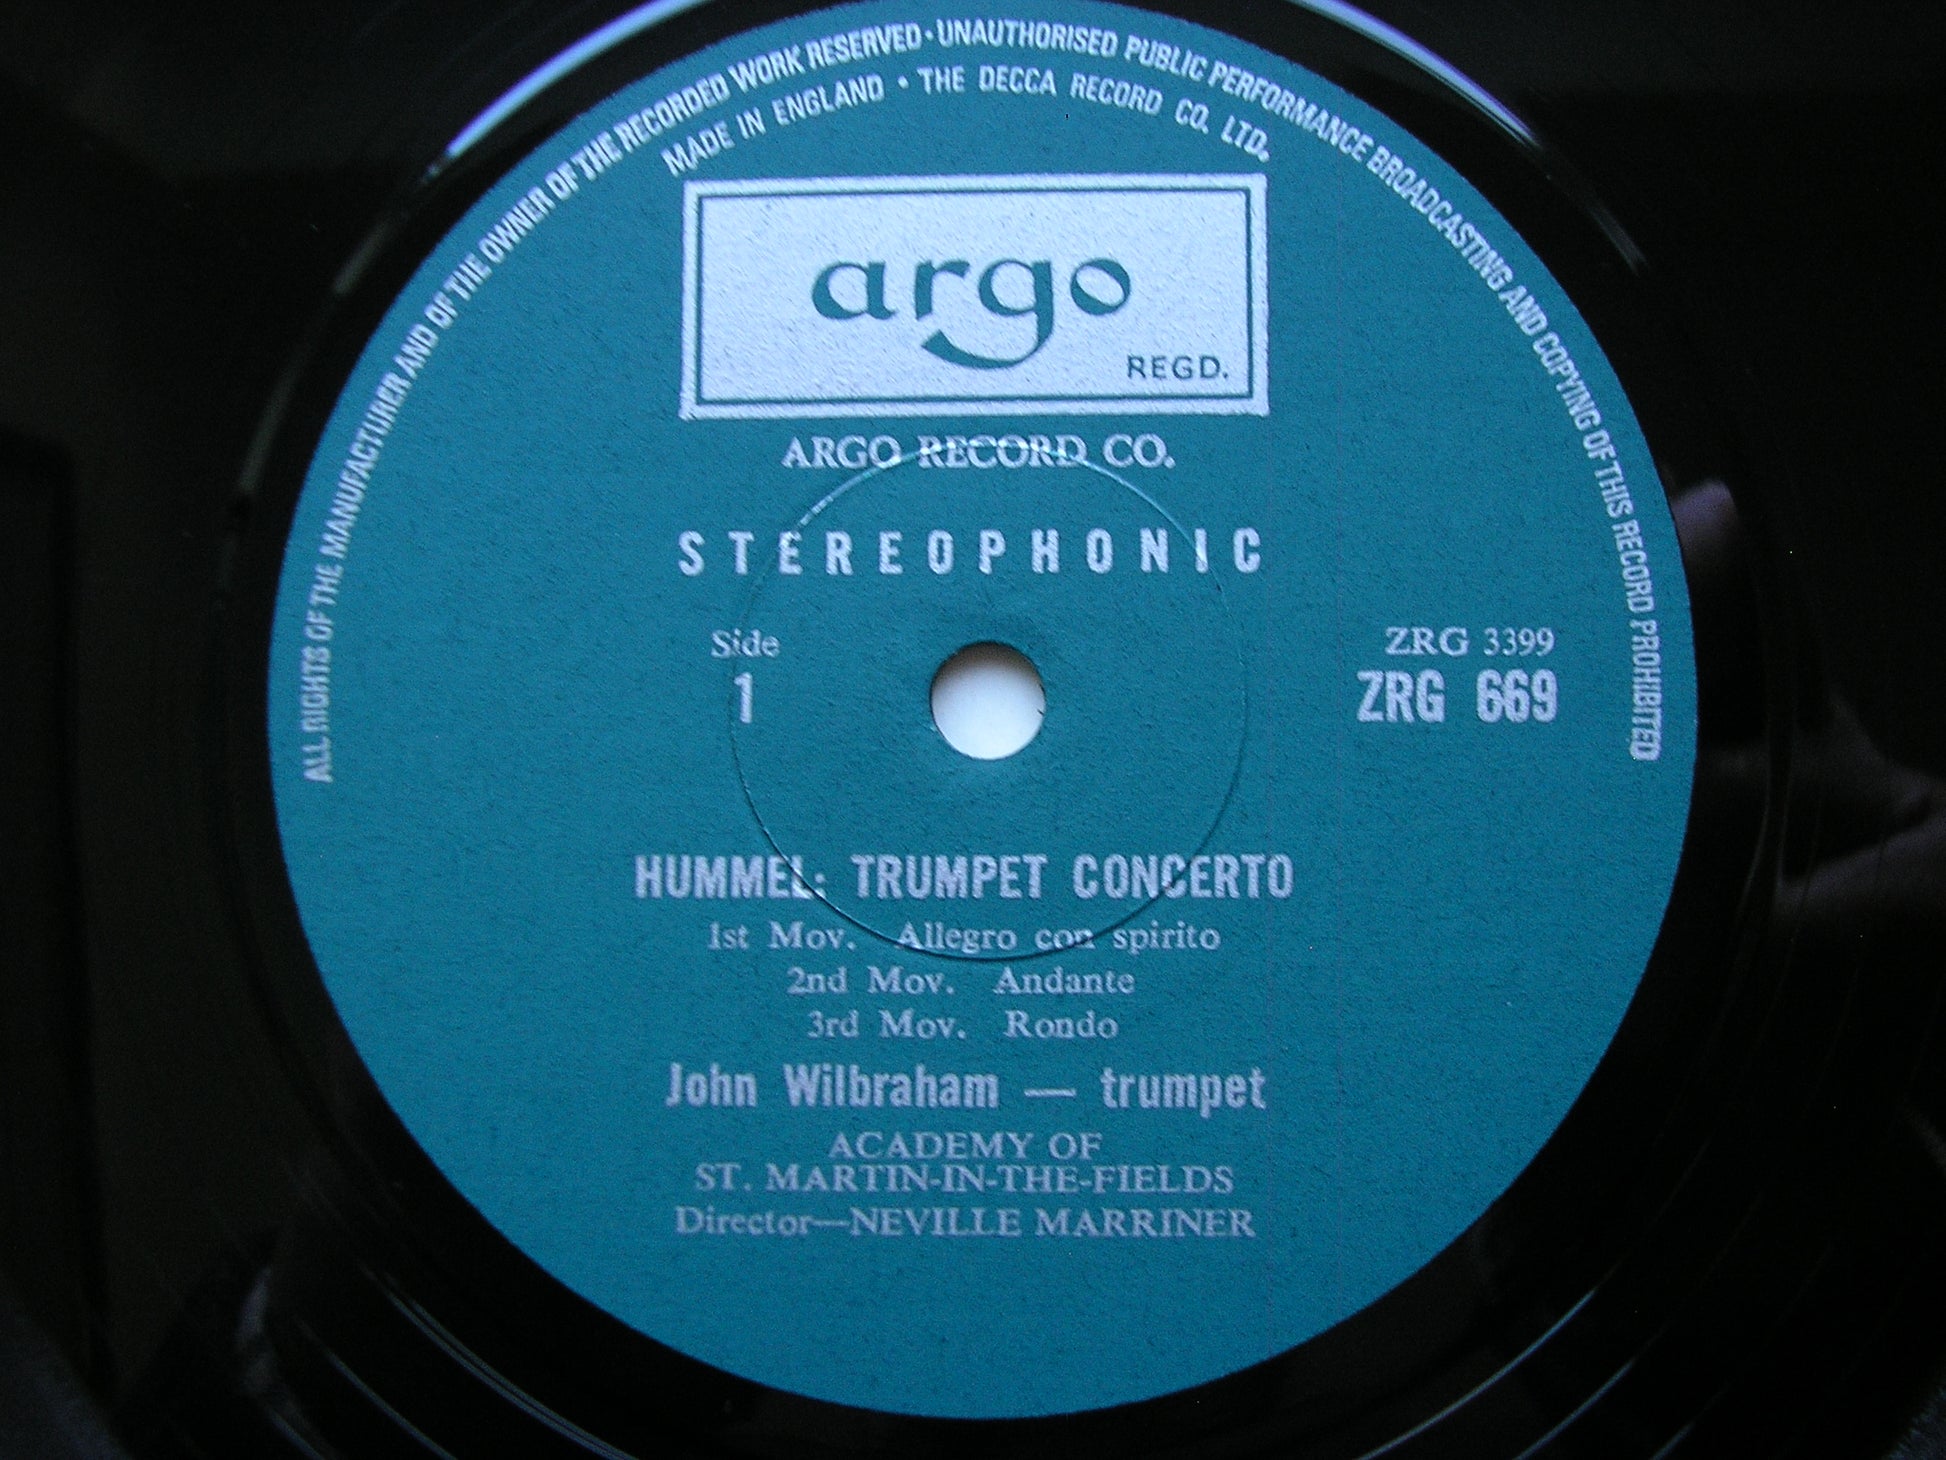 ALL RIGHTS OF THE MANUFACTURER AND OF THE OWNER OF THE RECORDED WORK RESERVED · UNAUTHORISED PUBLIC PERFORMANCE BROADCASTING AND COPYING OF THIS RECORD PROHIBITED
MADE IN ENGLAND · THE DECCA RECORD CO. LTD.
argo
REGD.
ARGO RECORD CO.
STEREOPHONIC
Side
1
ZRG 3399
ZRG 669
HUMMEL: TRUMPET CONCERTO
1st Mov. Allegro con spirito
2nd Mov. Andante
3rd Mov. Rondo
John Wilbraham — trumpet
ACADEMY OF
ST. MARTIN-IN-THE-FIELDS
Director—NEVILLE MARRINER